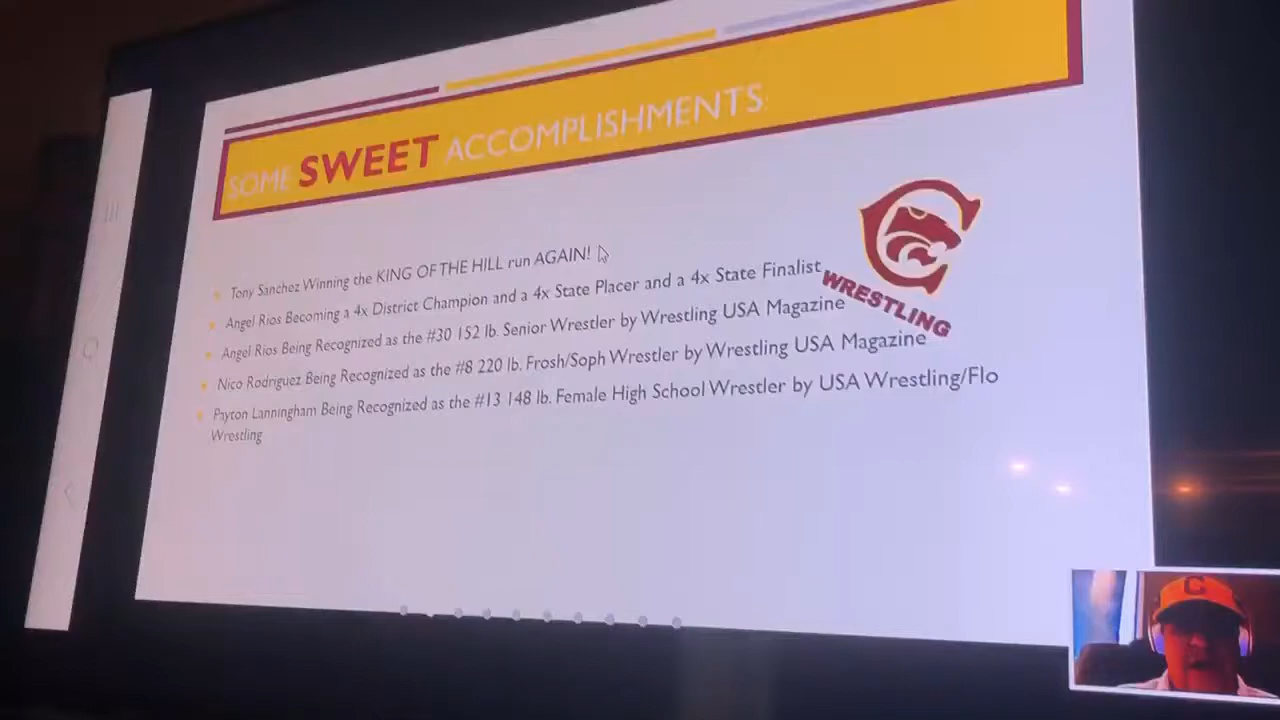 SOME SWEET ACCOMPLISHMENTS:
Tony Sanchez Winning the KING OF THE HILL run AGAIN!
Angel Rios Becoming a 4x District Champion and a 4x State Placer and a 4x State Finalist
Angel Rios Being Recognized as the #30 152 lb. Senior Wrestler by Wrestling USA Magazine
Nico Rodriguez Being Recognized as the #8 220 lb. Frosh/Soph Wrestler by Wrestling USA Magazine
Payton Lanningham Being Recognized as the #13 148 lb. Female High School Wrestler by USA Wrestling/Flo
Wrestling
C
WRESTLING
C